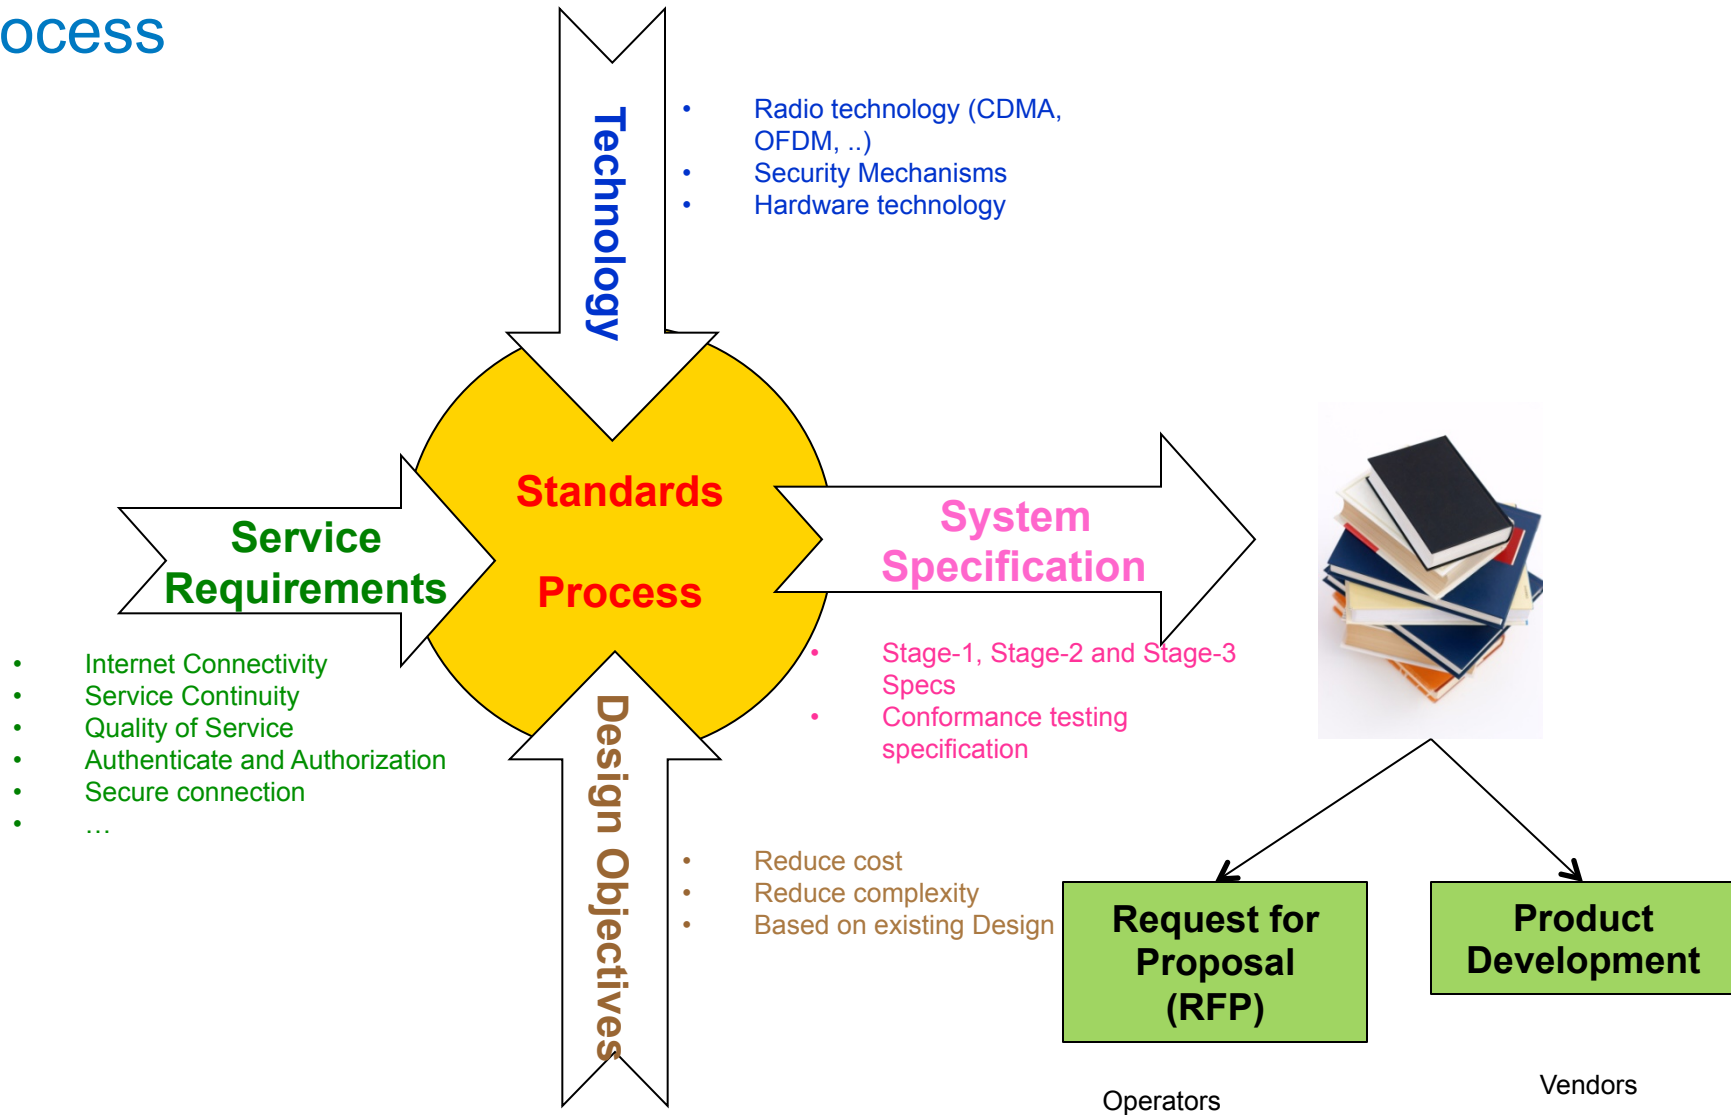 ocess
Technology
• Radio technology (CDMA,
OFDM, ..)
• Security Mechanisms
• Hardware technology
Standards
Process
Service
Requirements
• Internet Connectivity
• Service Continuity
• Quality of Service
• Authenticate and Authorization
• Secure connection
• …
System
Specification
• Stage-1, Stage-2 and Stage-3
Specs
• Conformance testing
specification
Design Objectives
• Reduce cost
• Reduce complexity
• Based on existing Design
Request for
Proposal
(RFP)
Product
Development
Operators
Vendors